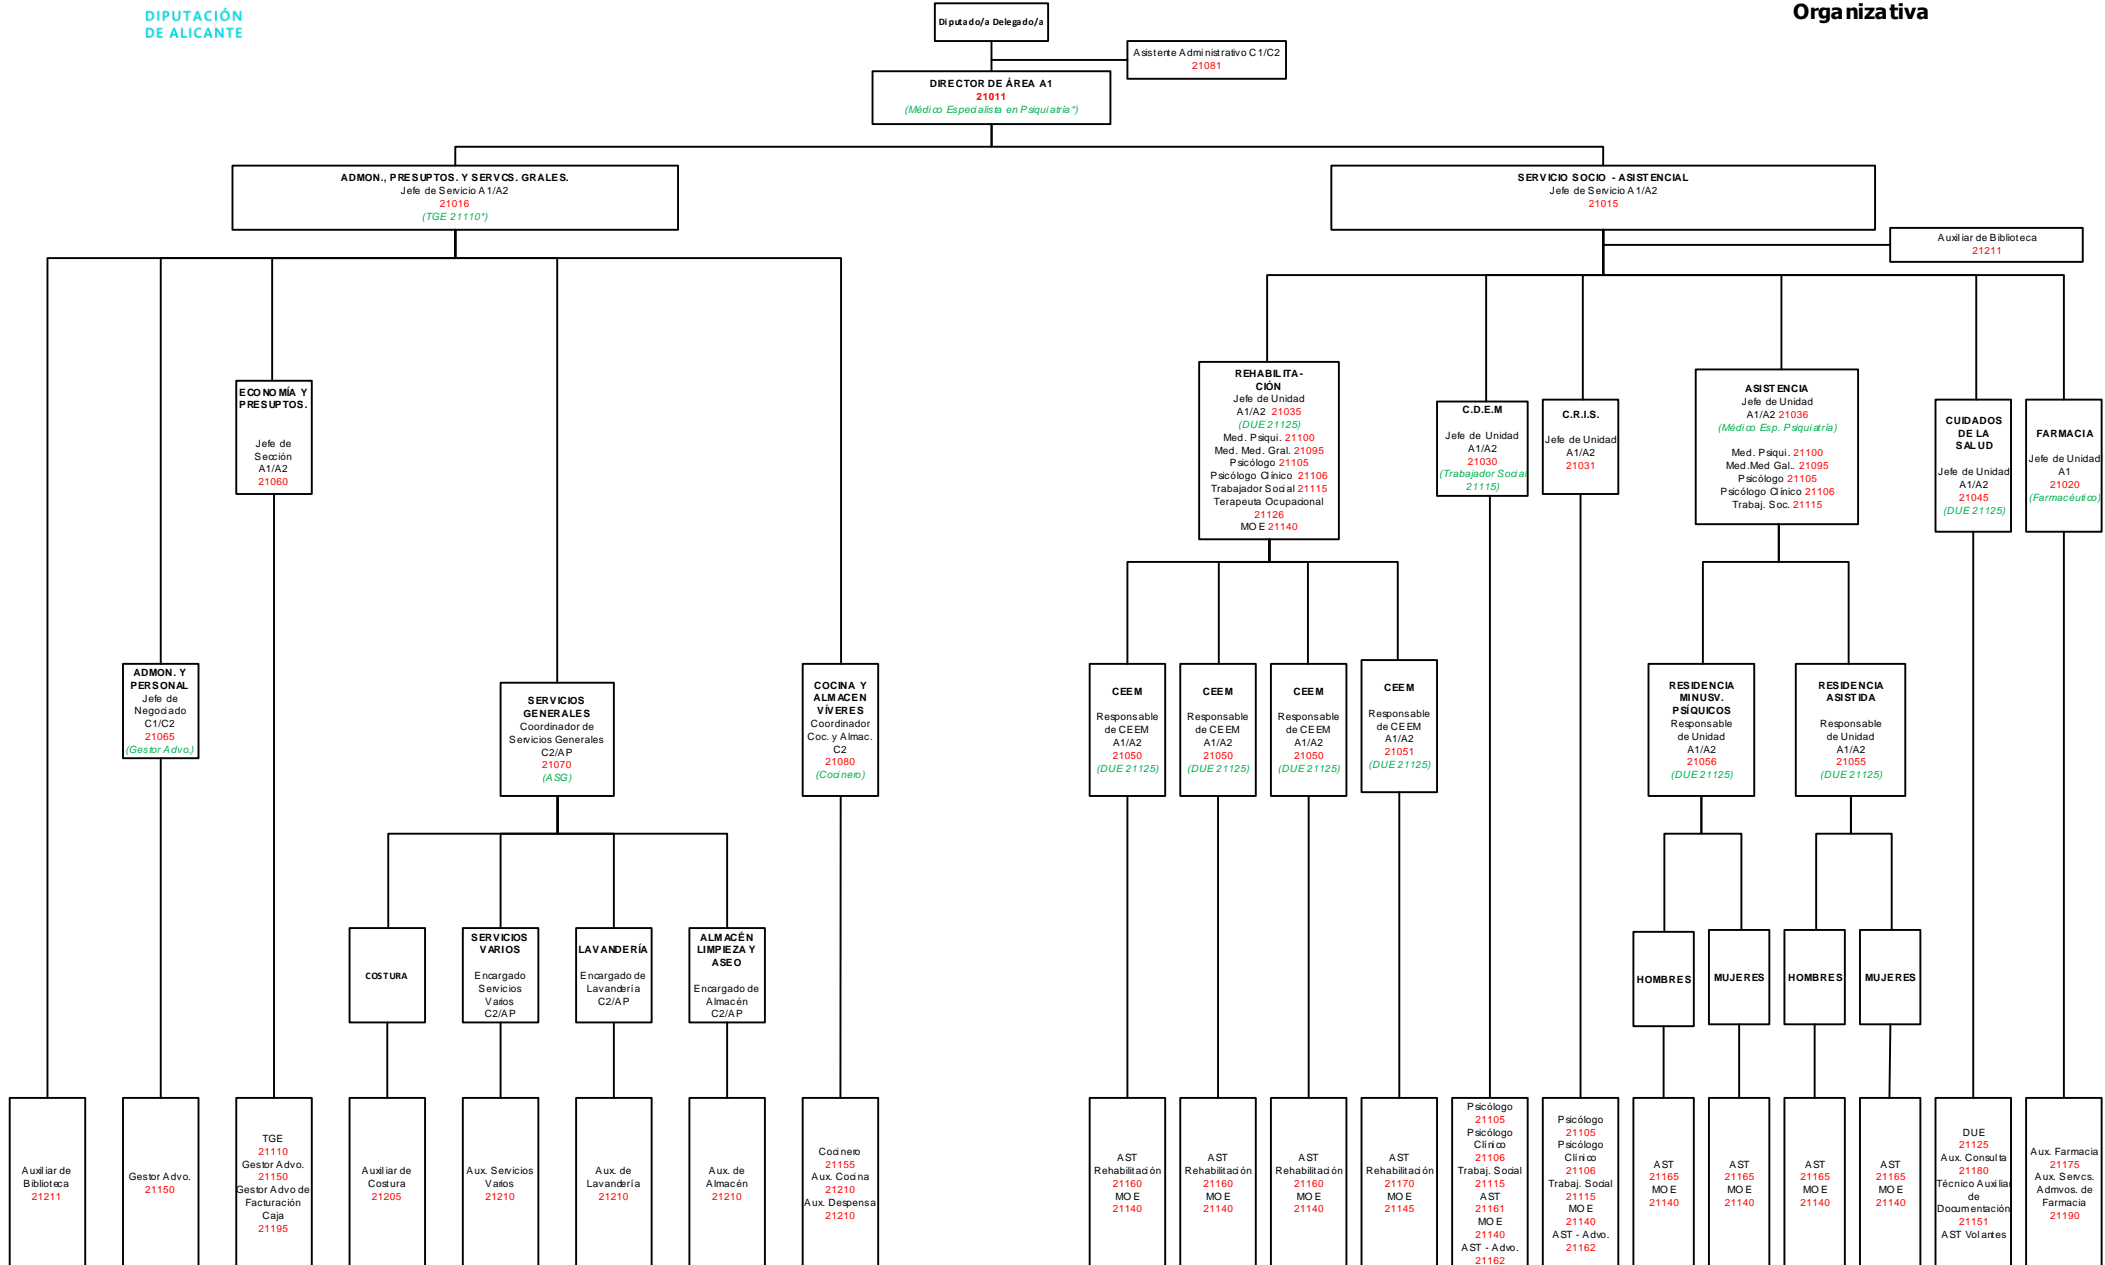 DIPUTACIÓN
DE ALICANTE
Organizativa
Diputado/a Delegado/a
Asistente Administrativo C1/C2
21081
DIRECTOR DE ÁREA A1
21011
(Médico Especialista en Psiquiatría*)
ADMON., PRESUPTOS. Y SERVCS. GRALES.
Jefe de Servicio A1/A2
21016
(TGE 21110*)
SERVICIO SOCIO - ASISTENCIAL
Jefe de Servicio A1/A2
21015
Auxiliar de Biblioteca
21211
ECONOMÍA Y
PRESUPTOS.
Jefe de
Sección
A1/A2
21060
REHABILITA-
CIÓN
Jefe de Unidad
A1/A2 21035
(DUE 21125)
Med. Psiqui. 21100
Med. Med. Gral. 21095
Psicólogo 21105
Psicólogo Clínico 21106
Trabajador Social 21115
Terapeuta Ocupacional
21126
MOE 21140
C.D.E.M
Jefe de Unidad
A1/A2
21030
(Trabajador Social
21115)
C.R.I.S.
Jefe de Unidad
A1/A2
21031
ASISTENCIA
Jefe de Unidad
A1/A2 21036
(Médico Esp. Psiquiatría)
Med. Psiqui. 21100
Med.Med Gal.. 21095
Psicólogo 21105
Psicólogo Clínico 21106
Trabaj. Soc. 21115
CUIDADOS
DE LA
SALUD
Jefe de Unidad
A1/A2
21045
(DUE 21125)
FARMACIA
Jefe de Unidad
A1
21020
(Farmacéutico)
ADMON. Y
PERSONAL
Jefe de
Negociado
C1/C2
21065
(Gestor Advo.)
SERVICIOS
GENERALES
Coordinador de
Servicios Generales
C2/AP
21070
(ASG)
COCINA Y
ALMACEN
VÍVERES
Coordinador
Coc. y Almac.
C2
21080
(Cocinero)
CEEM
Responsable
de CEEM
A1/A2
21050
(DUE 21125)
CEEM
Responsable
de CEEM
A1/A2
21050
(DUE 21125)
CEEM
Responsable
de CEEM
A1/A2
21050
(DUE 21125)
CEEM
Responsable
de CEEM
A1/A2
21051
(DUE 21125)
RESIDENCIA
MINUSV.
PSÍQUICOS
Responsable
de Unidad
A1/A2
21056
(DUE 21125)
RESIDENCIA
ASISTIDA
Responsable
de Unidad
A1/A2
21055
(DUE 21125)
COSTURA
SERVICIOS
VARIOS
Encargado
Servicios
Varios
C2/AP
LAVANDERÍA
Encargado de
Lavandería
C2/AP
ALMACÉN
LIMPIEZA Y
ASEO
Encargado de
Almacén
C2/AP
HOMBRES
MUJERES
HOMBRES
MUJERES
Auxiliar de
Biblioteca
21211
Gestor Advo.
21150
TGE
21110
Gestor Advo.
21150
Gestor Advo de
Facturación
Caja
21195
Auxiliar de
Costura
21205
Aux. Servicios
Varios
21210
Aux. de
Lavandería
21210
Aux. de
Almacén
21210
Cocinero
21155
Aux. Cocina
21210
Aux. Despensa
21210
AST
Rehabilitación
21160
MOE
21140
AST
Rehabilitación
21160
MOE
21140
AST
Rehabilitación
21160
MOE
21140
AST
Rehabilitación
21170
MOE
21145
Psicólogo
21105
Psicólogo
Clínico
21106
Trabaj. Social
21115
AST
21161
MOE
21140
AST - Advo.
21162
Psicólogo
21105
Psicólogo
Clínico
21106
Trabaj. Social
21115
MOE
21140
AST - Advo.
21162
AST
21165
MOE
21140
AST
21165
MOE
21140
AST
21165
MOE
21140
AST
21165
MOE
21140
DUE
21125
Aux. Consulta
21180
Técnico Auxiliar
de
Documentación
21151
AST Volantes
Aux. Farmacia
21175
Aux. Servcs.
Admvos. de
Farmacia
21190